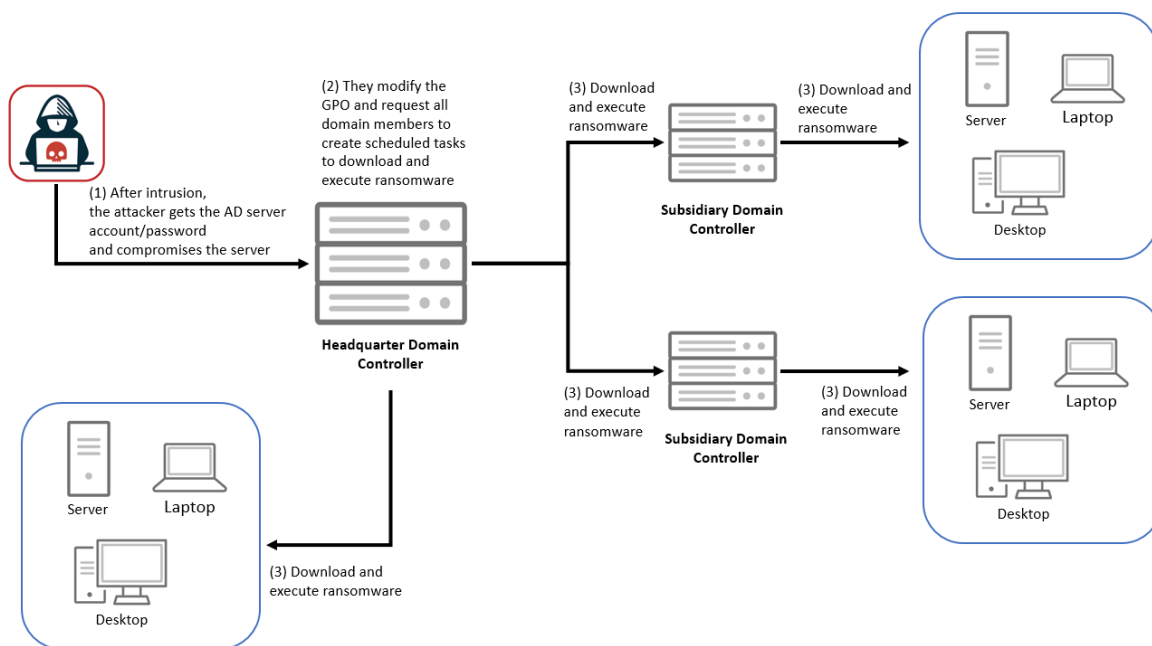 (1) After intrusion,
the attacker gets the AD server
account/password
and compromises the server
(2) They modify the
GPO and request all
domain members to
create scheduled tasks
to download and
execute ransomware
Headquarter Domain
Controller
(3) Download
and execute
ransomware
Subsidiary Domain
Controller
(3) Download and
execute
ransomware
Server
Laptop
Desktop
(3) Download
and execute
ransomware
Subsidiary Domain
Controller
(3) Download
and execute
ransomware
Server
Laptop
Desktop
Server
Laptop
Desktop
(3) Download and
execute ransomware